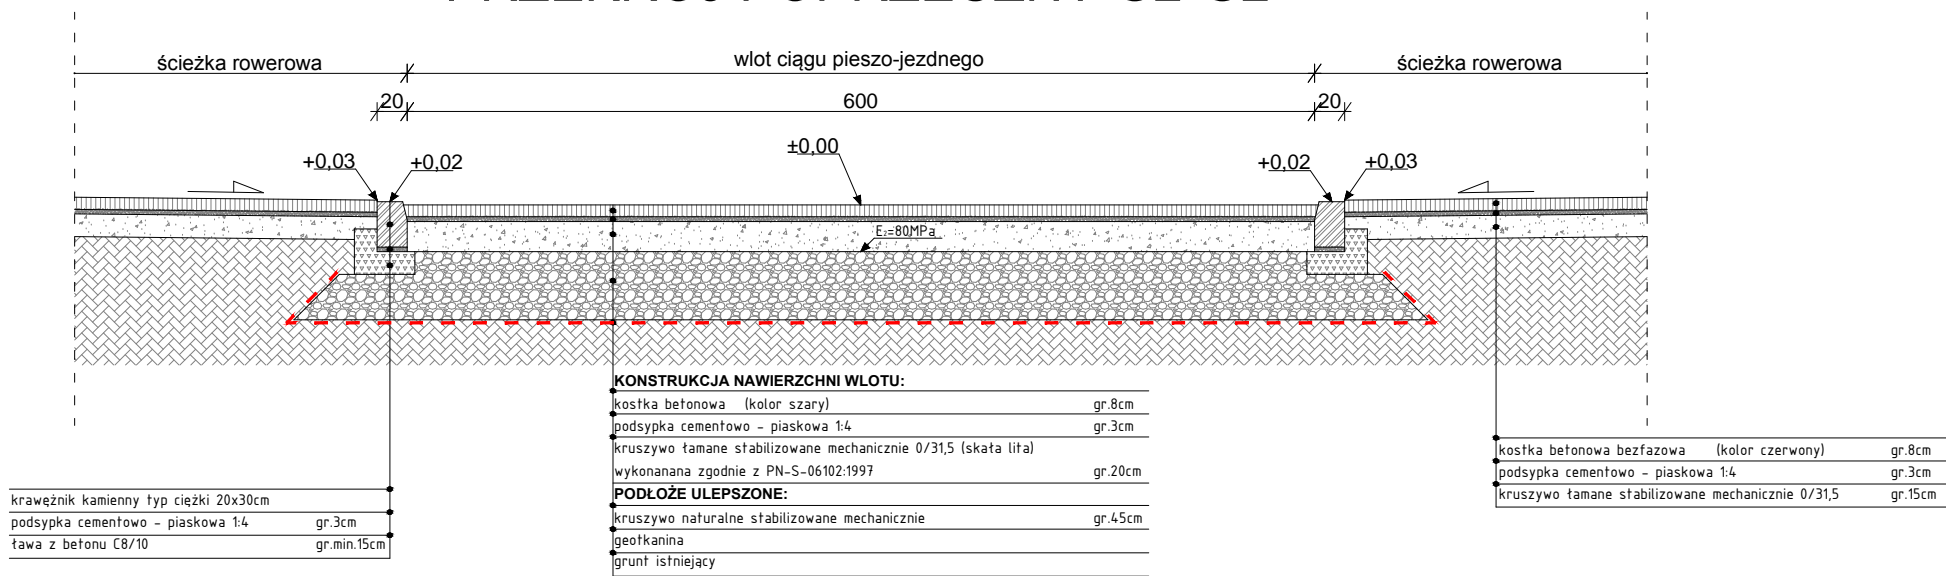 ścieżka rowerowa
wlot ciągu pieszo-jezdnego
ścieżka rowerowa
20
600
20
+0,03
+0,02
±0,00
+0,02
+0,03
E₂=80MPa
KONSTRUKCJA NAWIERZCHNI WLOTU:
kostka betonowa (kolor szary) gr.8cm
podsypka cementowo - piaskowa 1:4 gr.3cm
kruszywo łamane stabilizowane mechanicznie 0/31,5 (skała lita)
wykonanana zgodnie z PN-S-06102:1997 gr.20cm
PODŁOŻE ULEPSZONE:
kruszywo naturalne stabilizowane mechanicznie gr.45cm
geotkanina
grunt istniejący
krawężnik kamienny typ ciężki 20x30cm
podsypka cementowo - piaskowa 1:4 gr.3cm
ława z betonu C8/10 gr.min.15cm
kostka betonowa bezfazowa (kolor czerwony) gr.8cm
podsypka cementowo - piaskowa 1:4 gr.3cm
kruszywo łamane stabilizowane mechanicznie 0/31,5 gr.15cm